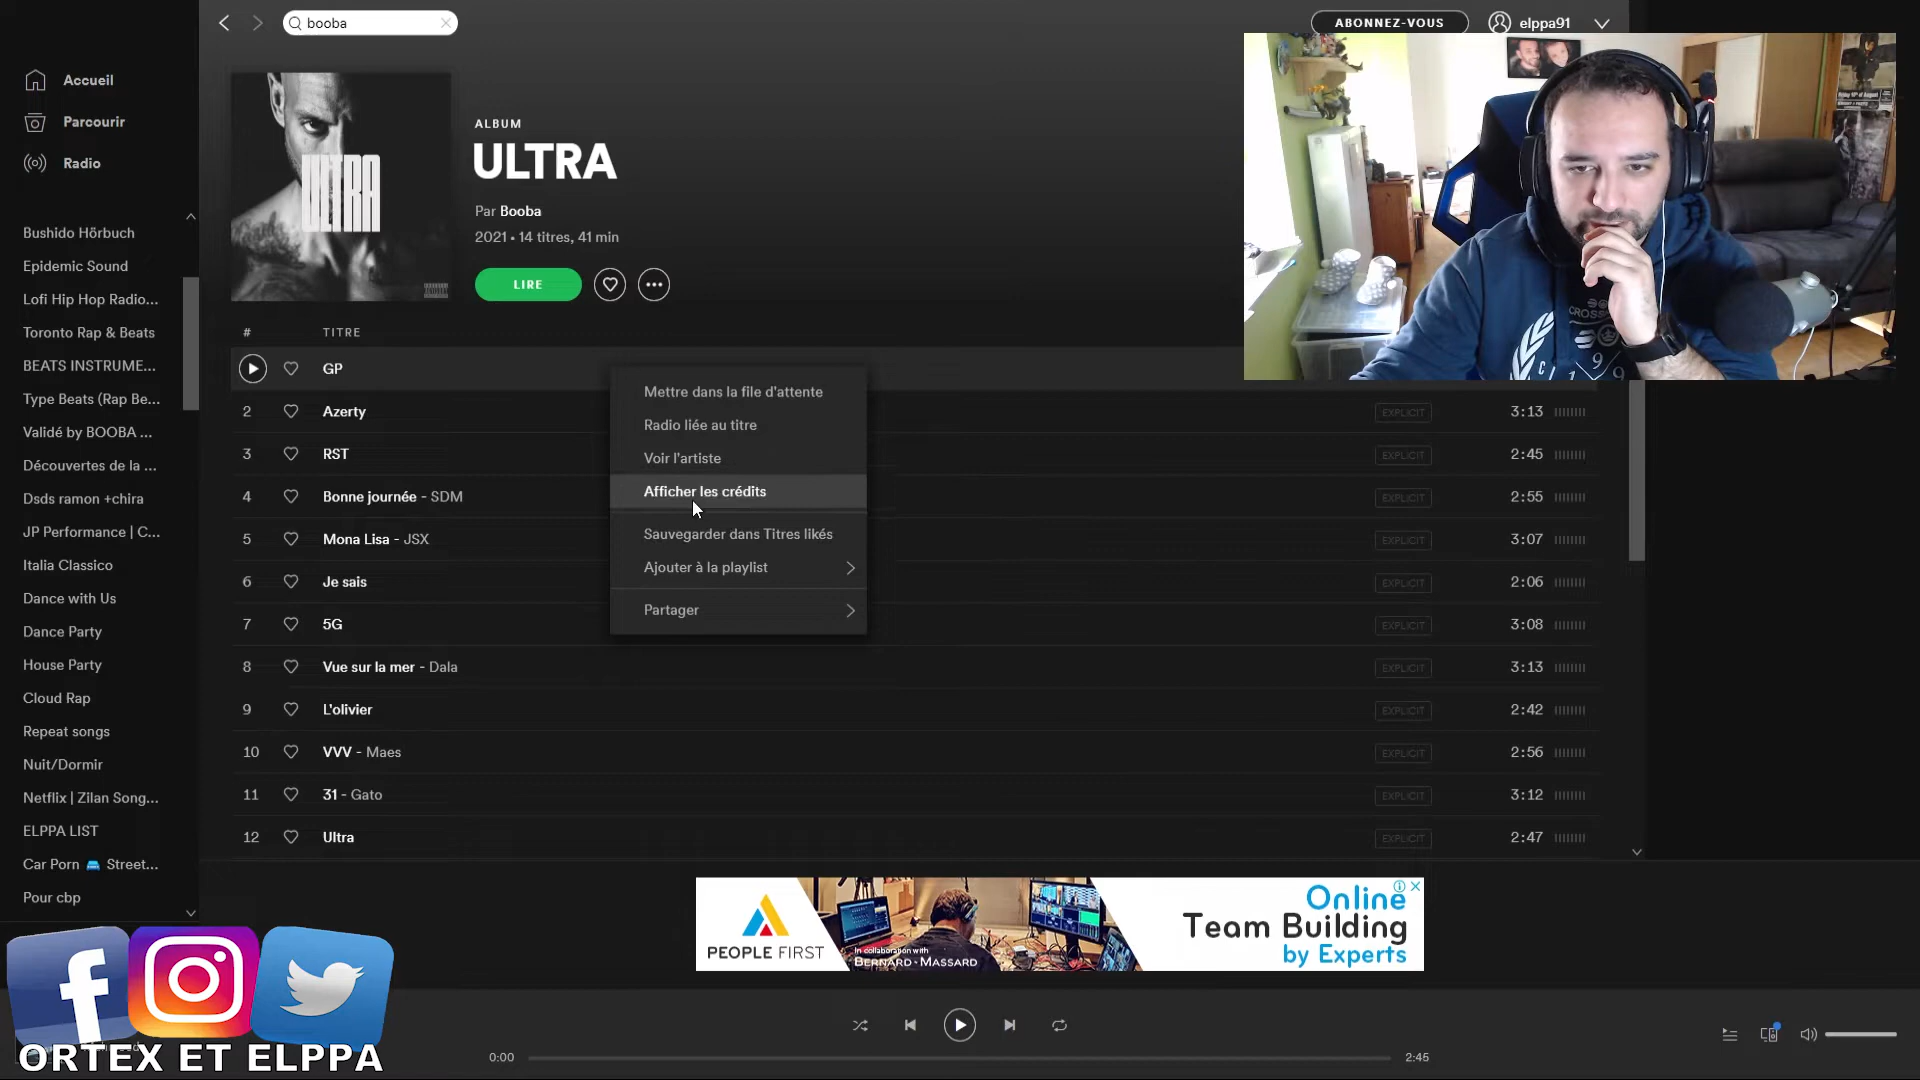 booba
ABONNEZ-VOUS
elppa91
Accueil
Parcourir
Radio
Bushido Hörbuch
Epidemic Sound
Lofi Hip Hop Radio...
Toronto Rap & Beats
BEATS INSTRUME...
Type Beats (Rap Be...
Validé by BOOBA ...
Découvertes de la ...
Dsds ramon +chira
JP Performance | C...
Italia Classico
Dance with Us
Dance Party
House Party
Cloud Rap
Repeat songs
Nuit/Dormir
Netflix | Zilan Song...
ELPPA LIST
Car Porn 🚘 Street...
Pour cbp
ULTRA
ALBUM
ULTRA
Par Booba
2021 • 14 titres, 41 min
LIRE
# TITRE
GP
2 Azerty EXPLICIT 3:13
3 RST EXPLICIT 2:45
4 Bonne journée - SDM EXPLICIT 2:55
5 Mona Lisa - JSX EXPLICIT 3:07
6 Je sais EXPLICIT 2:06
7 5G EXPLICIT 3:08
8 Vue sur la mer - Dala EXPLICIT 3:13
9 L'olivier EXPLICIT 2:42
10 VVV - Maes EXPLICIT 2:56
11 31 - Gato EXPLICIT 3:12
12 Ultra EXPLICIT 2:47
Mettre dans la file d'attente
Radio liée au titre
Voir l'artiste
Afficher les crédits
Sauvegarder dans Titres likés
Ajouter à la playlist
Partager
PEOPLE FIRST
In collaboration with
BERNARD-MASSARD
Online
Team Building
by Experts
ORTEX ET ELPPA
0:00
2:45